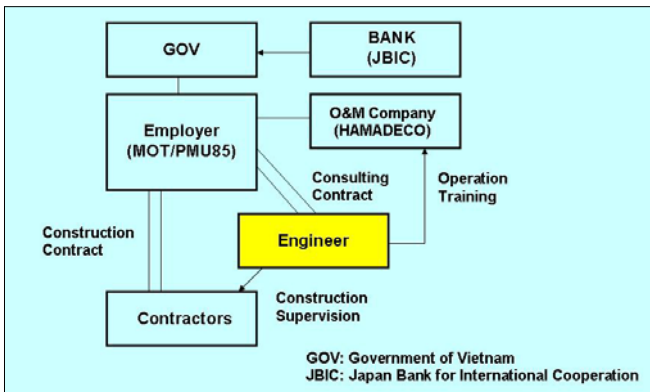 GOV
BANK
(JBIC)
Employer
(MOT/PMU85)
O&M Company
(HAMADECO)
Consulting
Contract
Operation
Training
Construction
Contract
Engineer
Contractors
Construction
Supervision
GOV: Government of Vietnam
JBIC: Japan Bank for International Cooperation